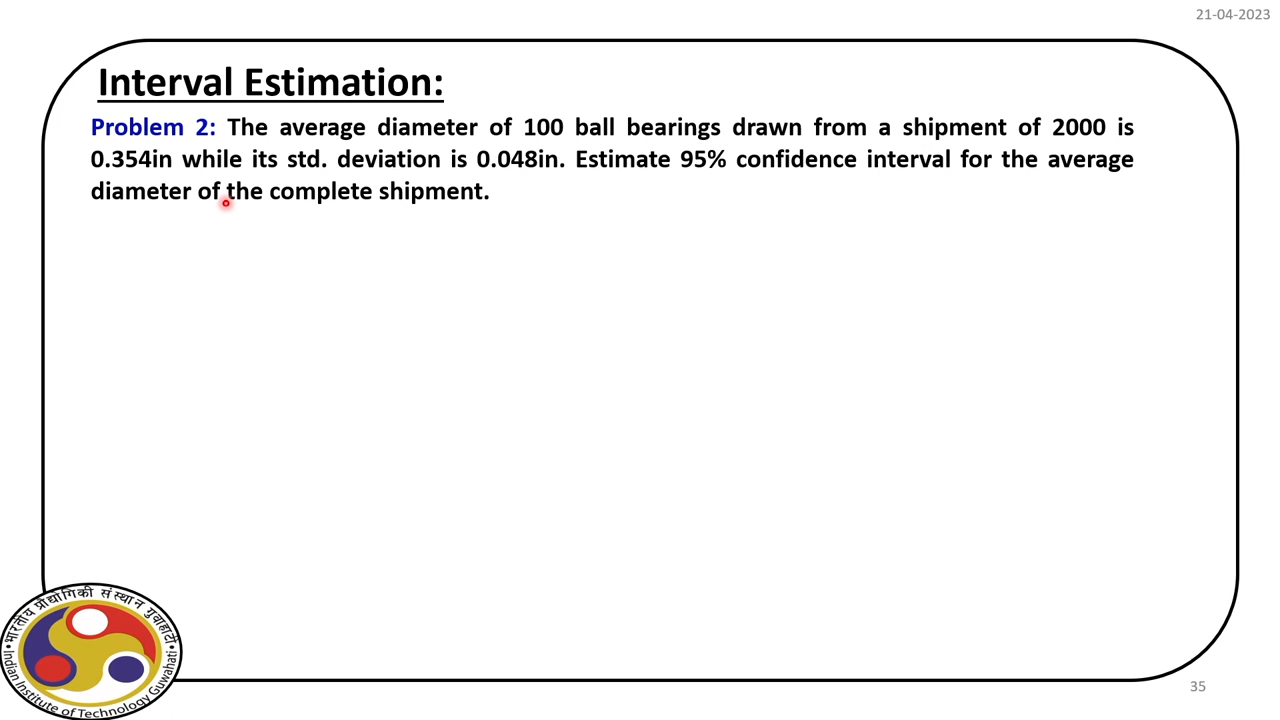 21-04-2023
Interval Estimation:
Problem 2: The average diameter of 100 ball bearings drawn from a shipment of 2000 is
0.354in while its std. deviation is 0.048in. Estimate 95% confidence interval for the average
diameter of the complete shipment.
भारतीय प्रौद्योगिकी संस्थान गुवाहाटी
Indian Institute of Technology Guwahati
35